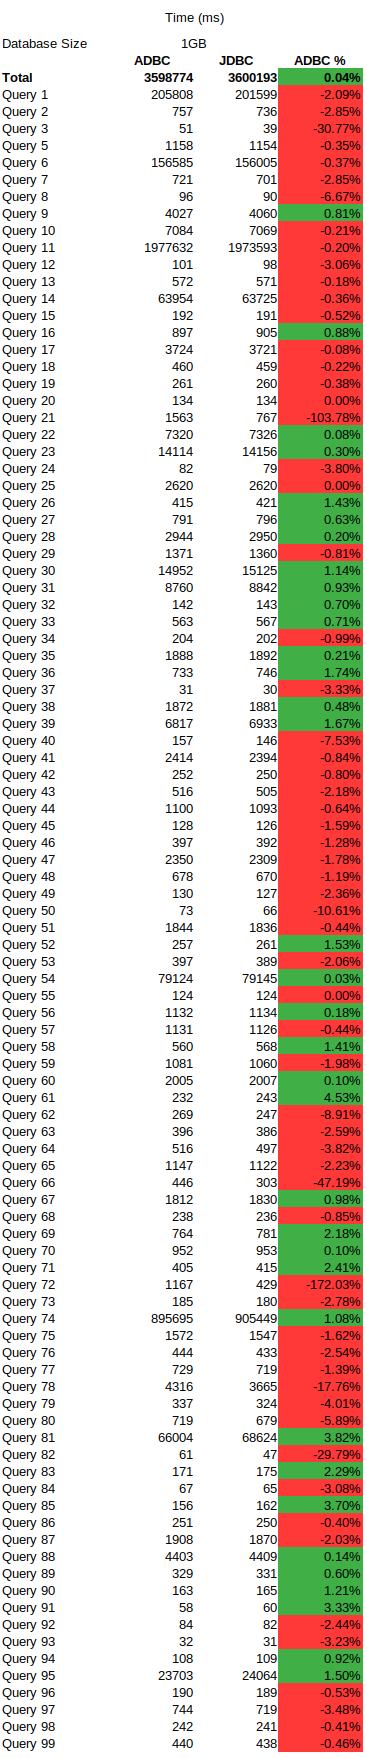 Time (ms)
Database Size 1GB
ADBC JDBC ADBC %
Total 3598774 3600193 0.04%
Query 1 205808 201599 -2.09%
Query 2 757 736 -2.85%
Query 3 51 39 -30.77%
Query 5 1158 1154 -0.35%
Query 6 156585 156005 -0.37%
Query 7 721 701 -2.85%
Query 8 96 90 -6.67%
Query 9 4027 4060 0.81%
Query 10 7084 7069 -0.21%
Query 11 1977632 1973593 -0.20%
Query 12 101 98 -3.06%
Query 13 572 571 -0.18%
Query 14 63954 63725 -0.36%
Query 15 192 191 -0.52%
Query 16 897 905 0.88%
Query 17 3724 3721 -0.08%
Query 18 460 459 -0.22%
Query 19 261 260 -0.38%
Query 20 134 134 0.00%
Query 21 1563 767 -103.78%
Query 22 7320 7326 0.08%
Query 23 14114 14156 0.30%
Query 24 82 79 -3.80%
Query 25 2620 2620 0.00%
Query 26 415 421 1.43%
Query 27 791 796 0.63%
Query 28 2944 2950 0.20%
Query 29 1371 1360 -0.81%
Query 30 14952 15125 1.14%
Query 31 8760 8842 0.93%
Query 32 142 143 0.70%
Query 33 563 567 0.71%
Query 34 204 202 -0.99%
Query 35 1888 1892 0.21%
Query 36 733 746 1.74%
Query 37 31 30 -3.33%
Query 38 1872 1881 0.48%
Query 39 6817 6933 1.67%
Query 40 157 146 -7.53%
Query 41 2414 2394 -0.84%
Query 42 252 250 -0.80%
Query 43 516 505 -2.18%
Query 44 1100 1093 -0.64%
Query 45 128 126 -1.59%
Query 46 397 392 -1.28%
Query 47 2350 2309 -1.78%
Query 48 678 670 -1.19%
Query 49 130 127 -2.36%
Query 50 73 66 -10.61%
Query 51 1844 1836 -0.44%
Query 52 257 261 1.53%
Query 53 397 389 -2.06%
Query 54 79124 79145 0.03%
Query 55 124 124 0.00%
Query 56 1132 1134 0.18%
Query 57 1131 1126 -0.44%
Query 58 560 568 1.41%
Query 59 1081 1060 -1.98%
Query 60 2005 2007 0.10%
Query 61 232 243 4.53%
Query 62 269 247 -8.91%
Query 63 396 386 -2.59%
Query 64 516 497 -3.82%
Query 65 1147 1122 -2.23%
Query 66 446 303 -47.19%
Query 67 1812 1830 0.98%
Query 68 238 236 -0.85%
Query 69 764 781 2.18%
Query 70 952 953 0.10%
Query 71 405 415 2.41%
Query 72 1167 429 -172.03%
Query 73 185 180 -2.78%
Query 74 895695 905449 1.08%
Query 75 1572 1547 -1.62%
Query 76 444 433 -2.54%
Query 77 729 719 -1.39%
Query 78 4316 3665 -17.76%
Query 79 337 324 -4.01%
Query 80 719 679 -5.89%
Query 81 66004 68624 3.82%
Query 82 61 47 -29.79%
Query 83 171 175 2.29%
Query 84 67 65 -3.08%
Query 85 156 162 3.70%
Query 86 251 250 -0.40%
Query 87 1908 1870 -2.03%
Query 88 4403 4409 0.14%
Query 89 329 331 0.60%
Query 90 163 165 1.21%
Query 91 58 60 3.33%
Query 92 84 82 -2.44%
Query 93 32 31 -3.23%
Query 94 108 109 0.92%
Query 95 23703 24064 1.50%
Query 96 190 189 -0.53%
Query 97 744 719 -3.48%
Query 98 242 241 -0.41%
Query 99 440 438 -0.46%